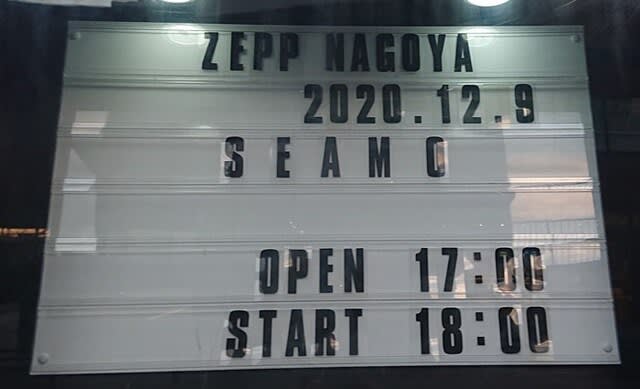 ZEPP NAGOYA
2020.12.9
SEAMO
OPEN 17:00
START 18:00